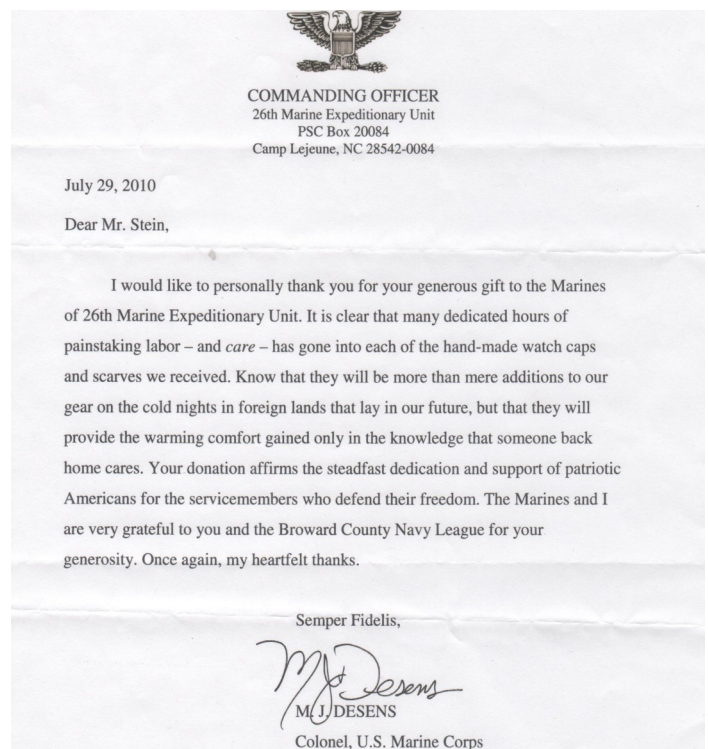 COMMANDING OFFICER
26th Marine Expeditionary Unit
PSC Box 20084
Camp Lejeune, NC 28542-0084
July 29, 2010
Dear Mr. Stein,
I would like to personally thank you for your generous gift to the Marines
of 26th Marine Expeditionary Unit. It is clear that many dedicated hours of
painstaking labor – and care – has gone into each of the hand-made watch caps
and scarves we received. Know that they will be more than mere additions to our
gear on the cold nights in foreign lands that lay in our future, but that they will
provide the warming comfort gained only in the knowledge that someone back
home cares. Your donation affirms the steadfast dedication and support of patriotic
Americans for the servicemembers who defend their freedom. The Marines and I
are very grateful to you and the Broward County Navy League for your
generosity. Once again, my heartfelt thanks.
Semper Fidelis,
MJ Desens
M. J. DESENS
Colonel, U.S. Marine Corps